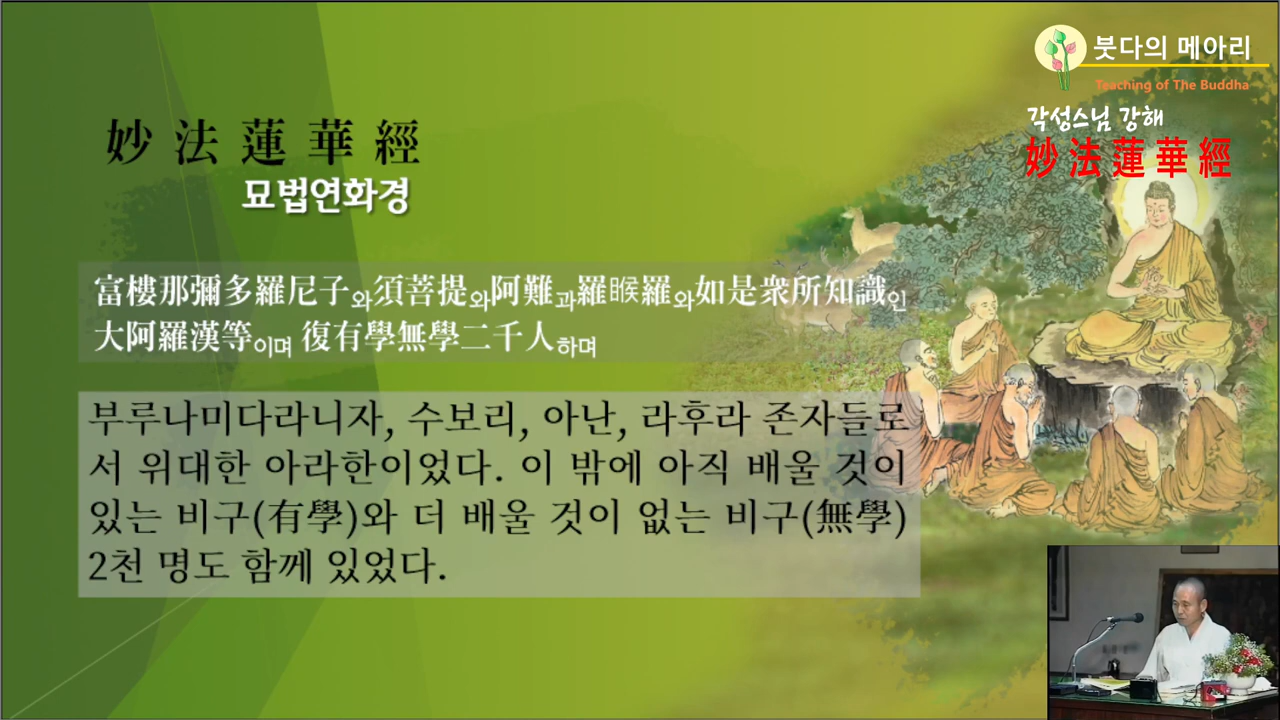 붓다의 메아리
Teaching of The Buddha
각성스님 강해
妙法蓮華經
妙法蓮華經
묘법연화경
富樓那彌多羅尼子와須菩提와阿難과羅睺羅와如是衆所知識인
大阿羅漢等이며 復有學無學二千人하며
부루나미다라니자, 수보리, 아난, 라후라 존자들로
서 위대한 아라한이었다. 이 밖에 아직 배울 것이
있는 비구(有學)와 더 배울 것이 없는 비구(無學)
2천 명도 함께 있었다.